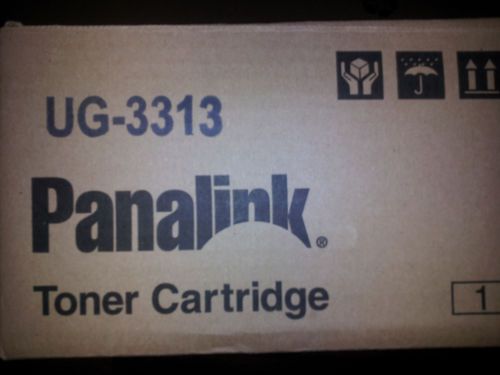 UG-3313
Panalink®
Toner Cartridge
1